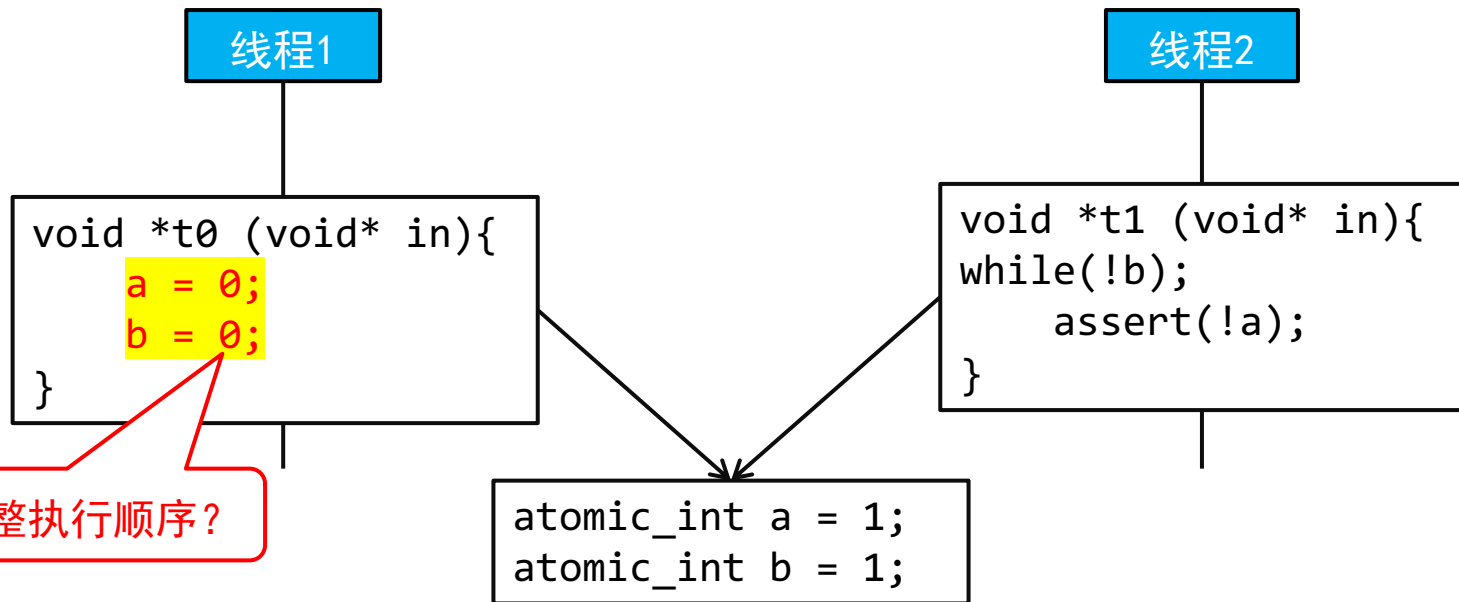 线程1
线程2
void *t0 (void* in){
a = 0;
b = 0;
}
void *t1 (void* in){
while(!b);
assert(!a);
}
整执行顺序？
atomic_int a = 1;
atomic_int b = 1;